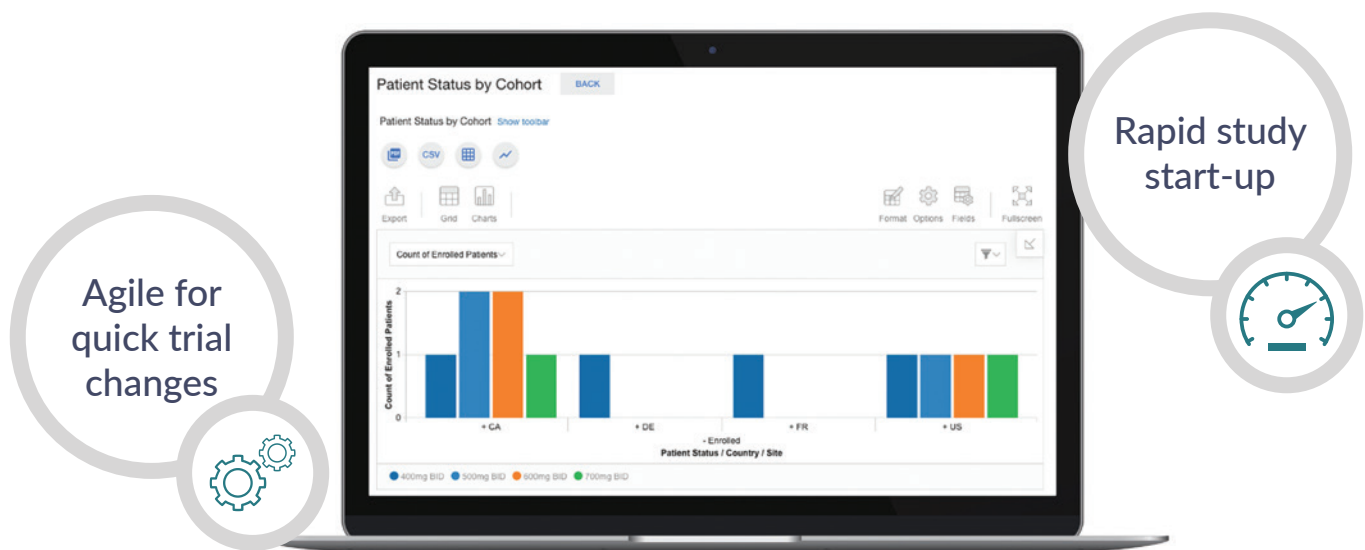 Patient Status by Cohort BACK
Patient Status by Cohort Show toolbar
PDF CSV
Export Grid Charts Format Options Fields Fullscreen
Count of Enrolled Patients
Count of Enrolled Patients
2
1
0
+ CA + DE + FR + US
- Enrolled
Patient Status / Country / Site
400mg BID 500mg BID 600mg BID 700mg BID
Agile for
quick trial
changes
Rapid study
start-up